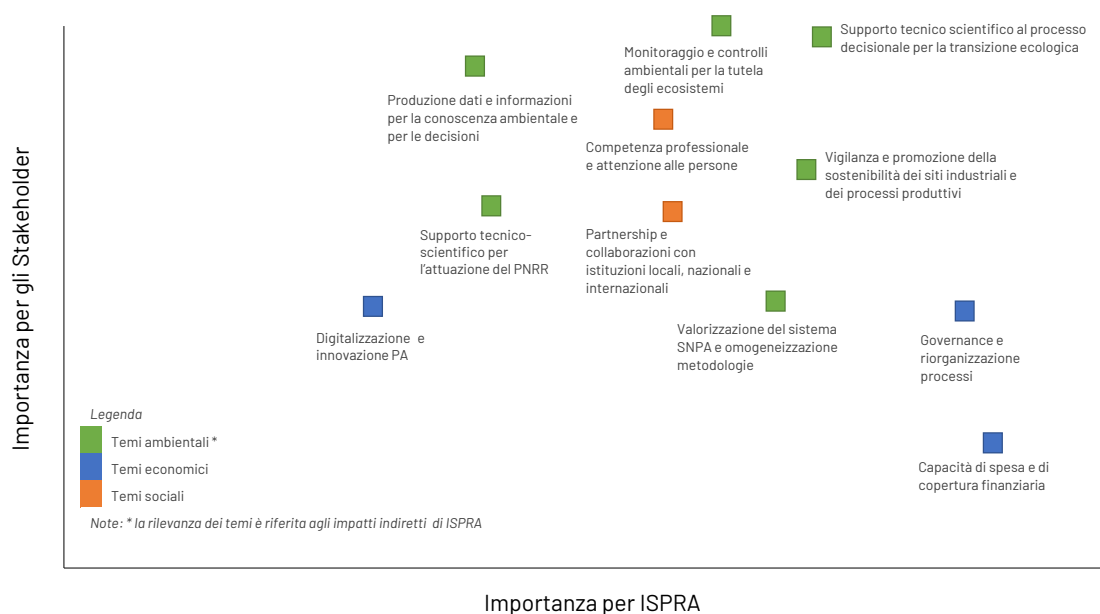 Importanza per gli Stakeholder
Supporto tecnico scientifico al processo
decisionale per la transizione ecologica
Monitoraggio e controlli
ambientali per la tutela
degli ecosistemi
Produzione dati e informazioni
per la conoscenza ambientale e
per le decisioni
Competenza professionale
e attenzione alle persone
Vigilanza e promozione della
sostenibilità dei siti industriali e
dei processi produttivi
Supporto tecnico-
scientifico per
l'attuazione del PNRR
Partnership e
collaborazioni con
istituzioni locali, nazionali e
internazionali
Digitalizzazione e
innovazione PA
Valorizzazione del sistema
SNPA e omogeneizzazione
metodologie
Governance e
riorganizzazione
processi
Capacità di spesa e di
copertura finanziaria
Legenda
Temi ambientali *
Temi economici
Temi sociali
Note: * la rilevanza dei temi è riferita agli impatti indiretti di ISPRA
Importanza per ISPRA